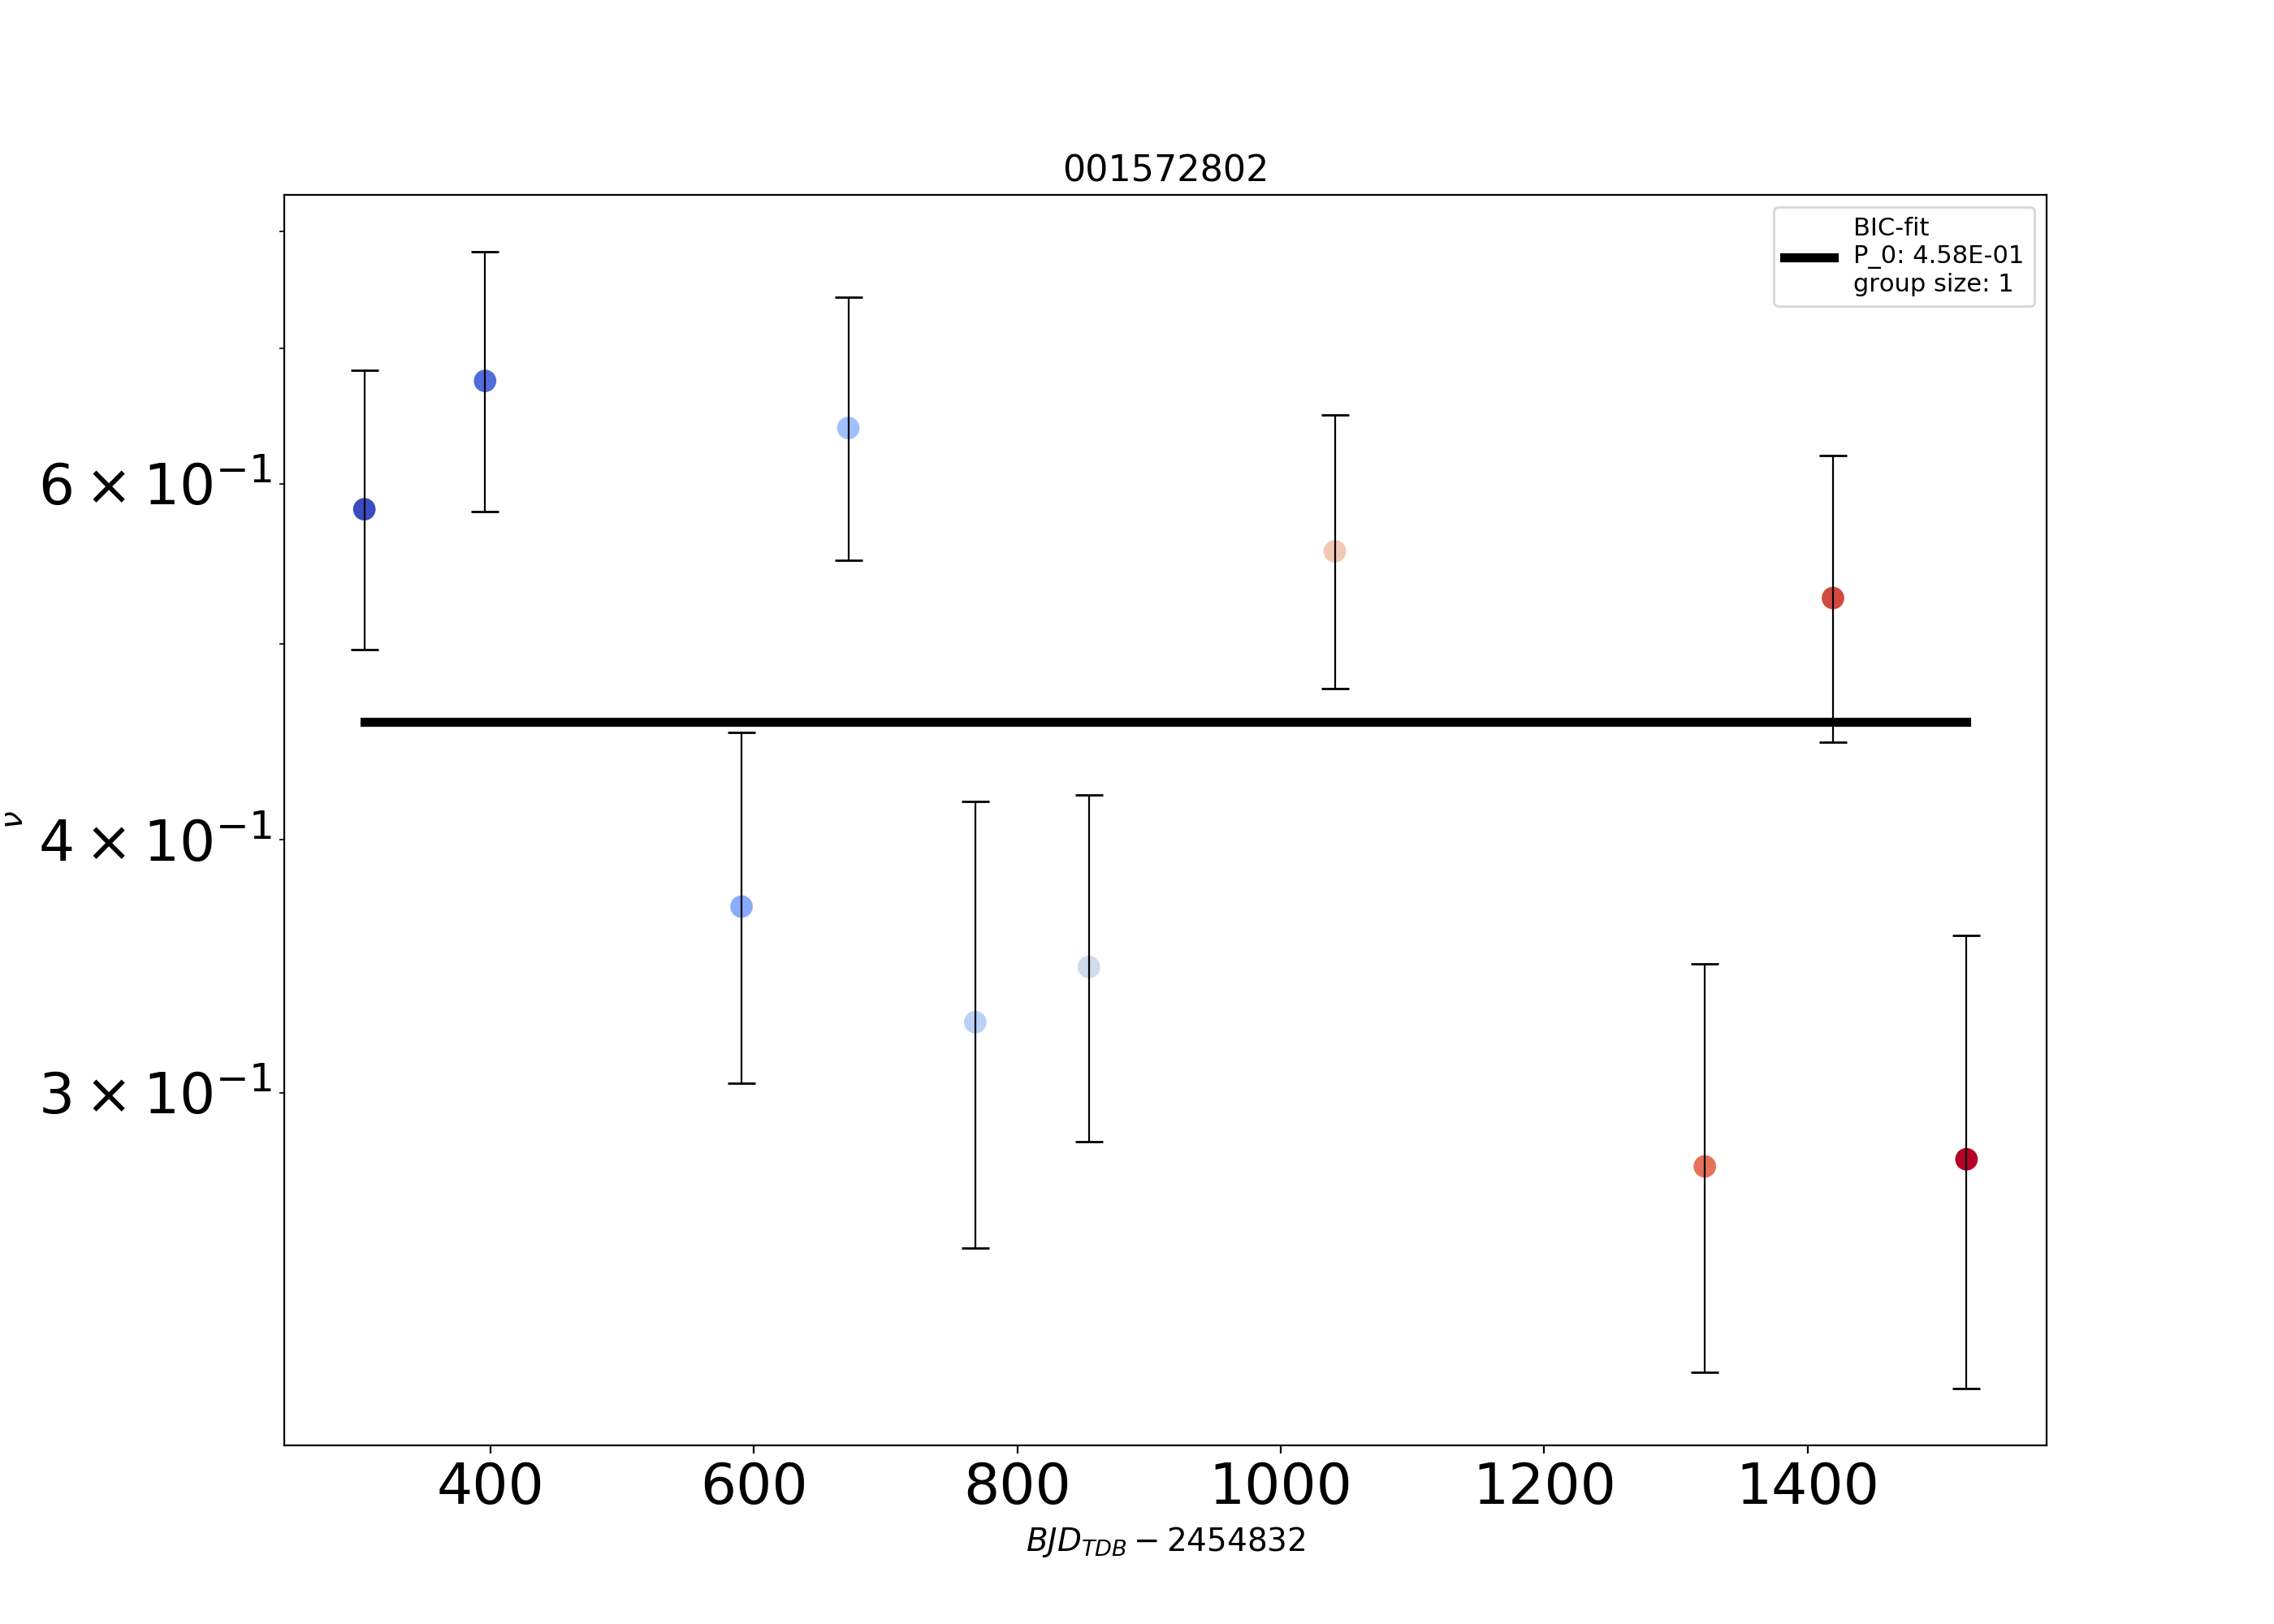 001572802
BIC-fit
P_0: 4.58E-01
group size: 1
6 × 10⁻¹
4 × 10⁻¹
3 × 10⁻¹
ν
400 600 800 1000 1200 1400
BJD_TDB − 2454832